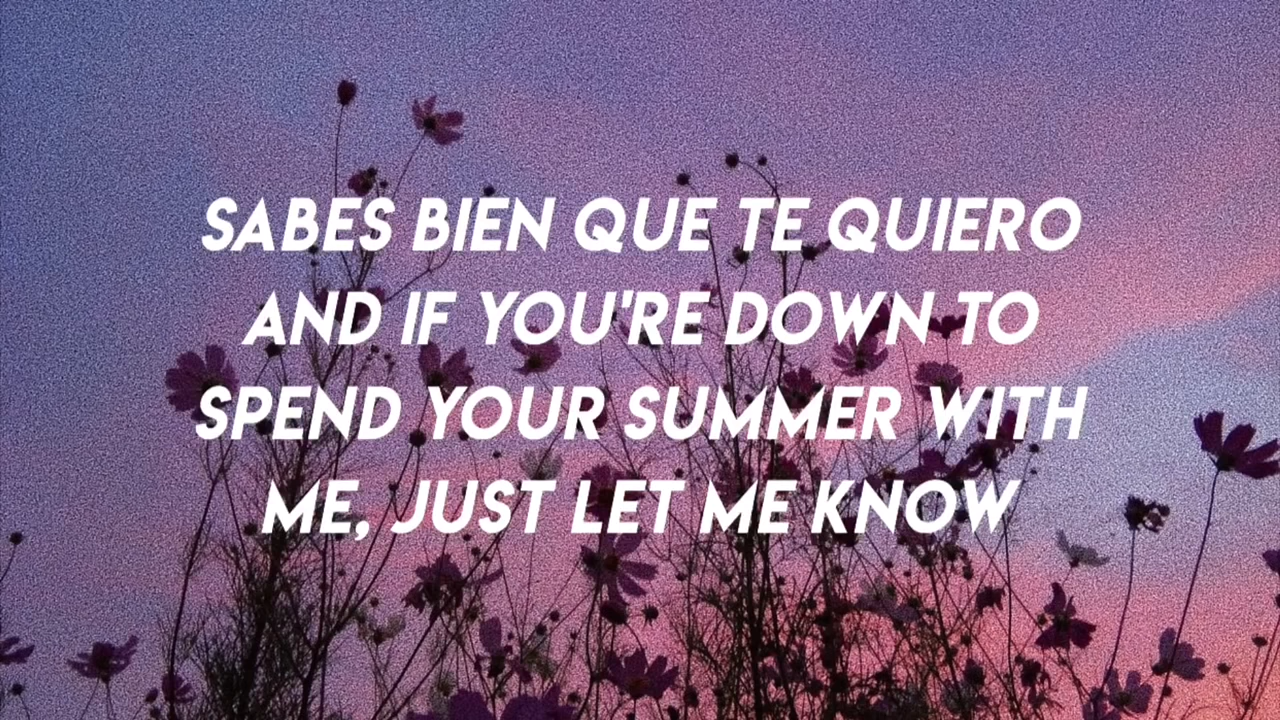 SABES BIEN QUE TE QUIERO
AND IF YOU'RE DOWN TO
SPEND YOUR SUMMER WITH
ME, JUST LET ME KNOW